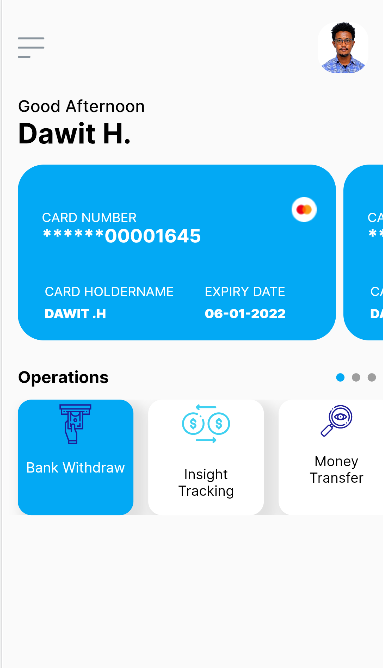 Good Afternoon
Dawit H.
CARD NUMBER
******00001645
CARD HOLDERNAME EXPIRY DATE
DAWIT .H 06-01-2022
CA
**
CA
DA
Operations
Bank Withdraw
Insight
Tracking
Money
Transfer